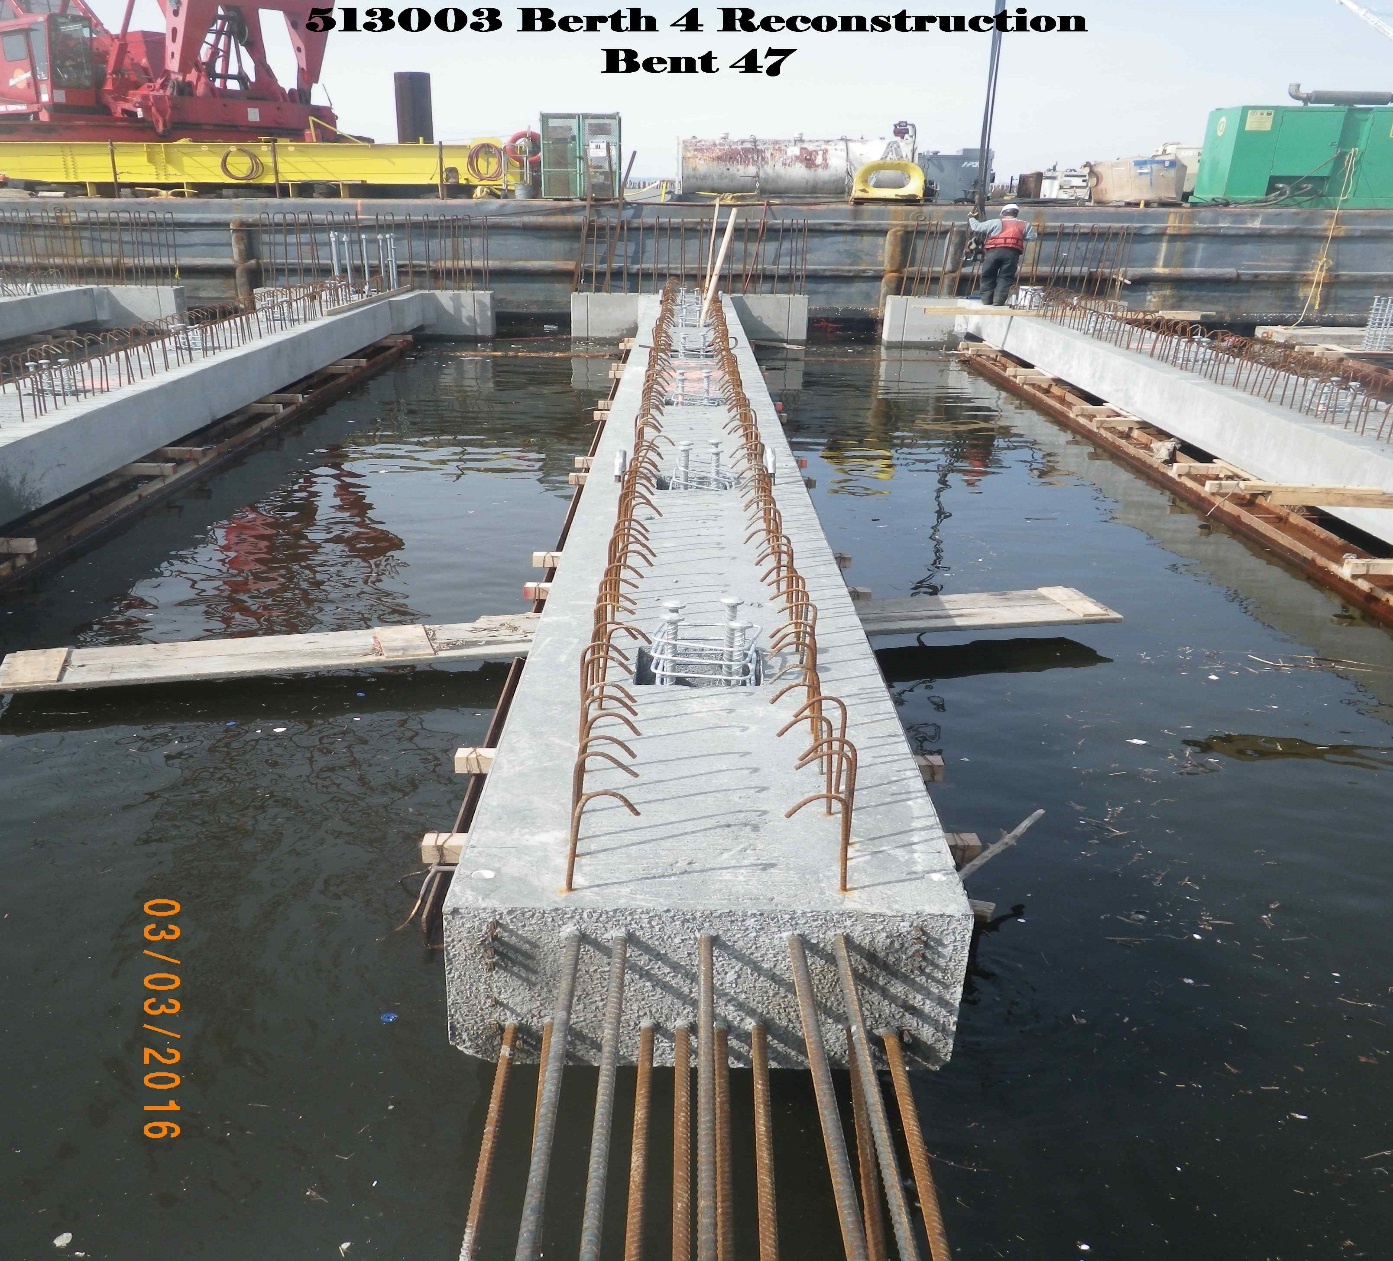 513003 Berth 4 Reconstruction
Bent 47
03/03/2016